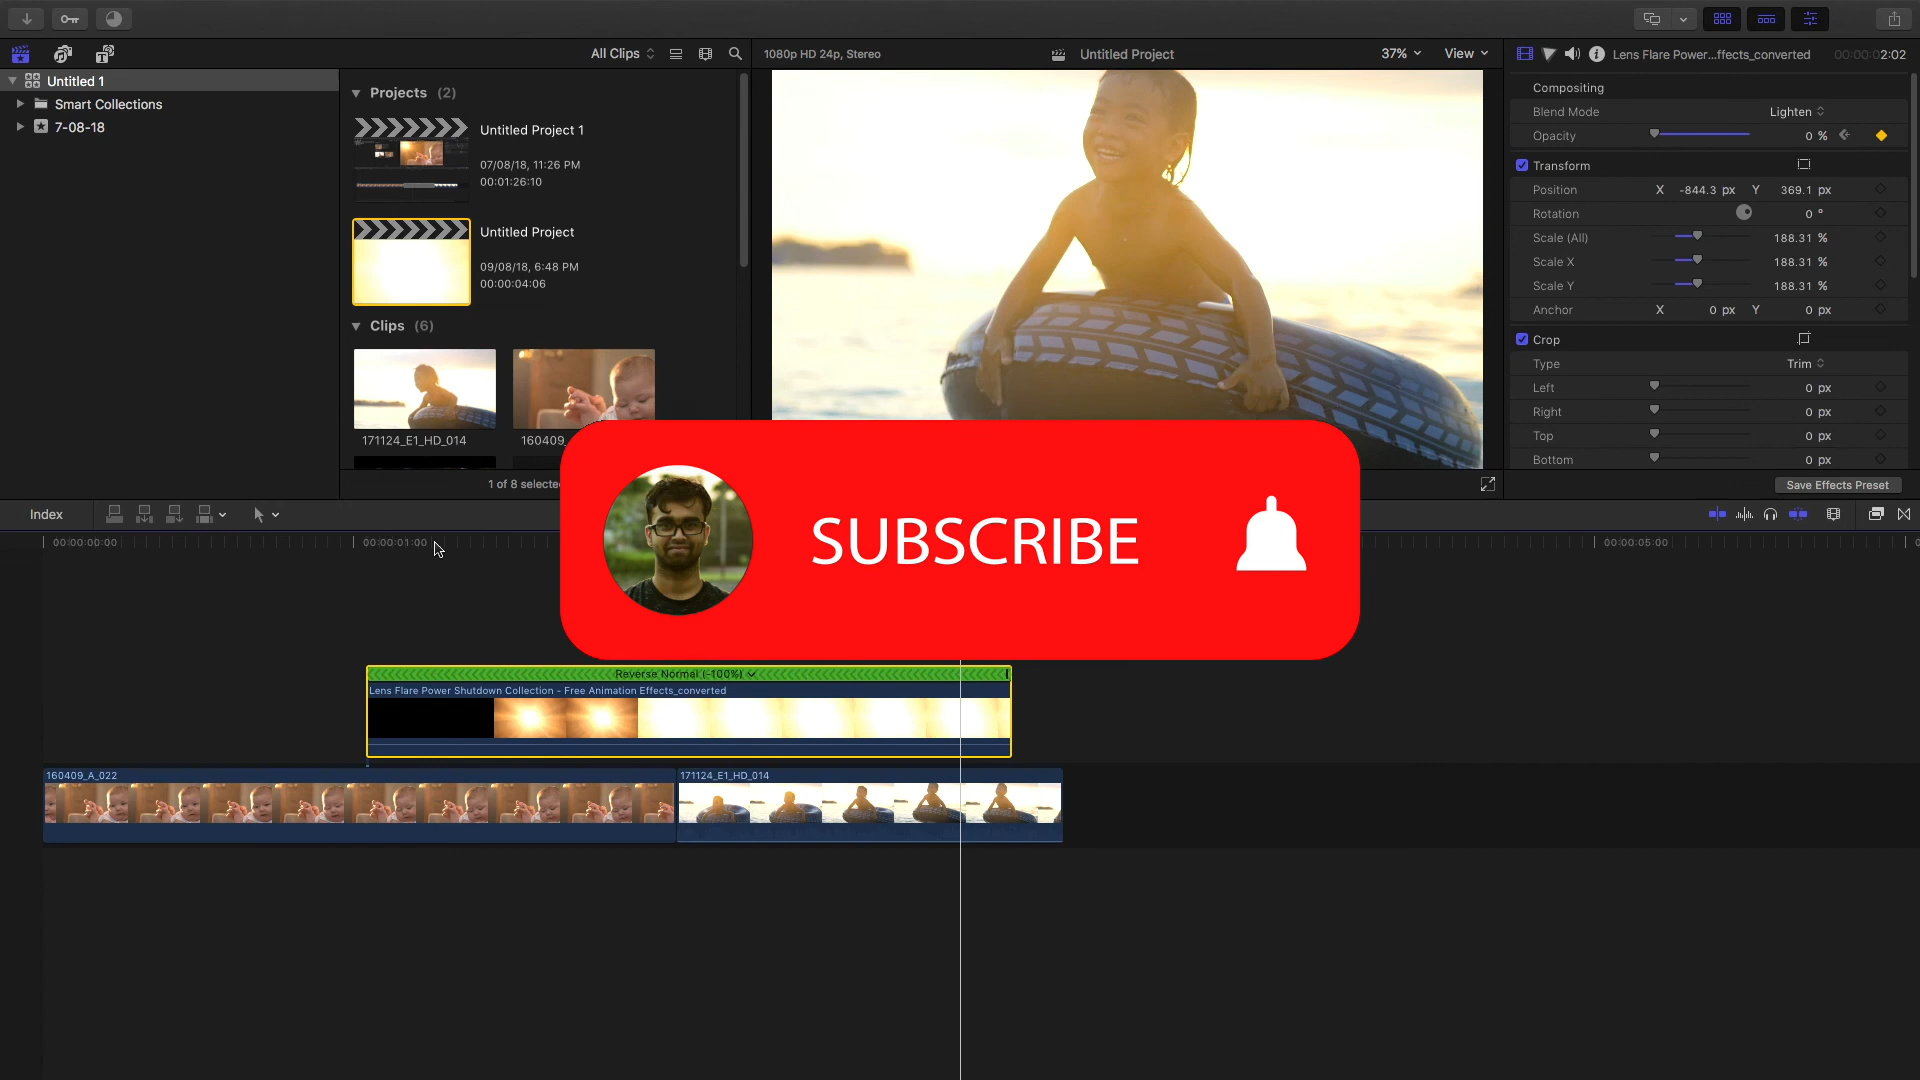 All Clips
1080p HD 24p, Stereo
Untitled Project
37%
View
Lens Flare Power...ffects_converted
00:00:02:02
Untitled 1
Smart Collections
7-08-18
Projects (2)
Untitled Project 1
07/08/18, 11:26 PM
00:01:26:10
Untitled Project
09/08/18, 6:48 PM
00:00:04:06
Clips (6)
171124_E1_HD_014
160409_
1 of 8 selecte
Compositing
Blend Mode
Lighten
Opacity
0 %
Transform
Position X -844.3 px Y 369.1 px
Rotation 0 °
Scale (All) 188.31 %
Scale X 188.31 %
Scale Y 188.31 %
Anchor X 0 px Y 0 px
Crop
Type Trim
Left 0 px
Right 0 px
Top 0 px
Bottom 0 px
Save Effects Preset
SUBSCRIBE
Index
00:00:00:00
00:00:01:00
00:00:05:00
Reverse Normal (-100%)
Lens Flare Power Shutdown Collection - Free Animation Effects_converted
160409_A_022
171124_E1_HD_014